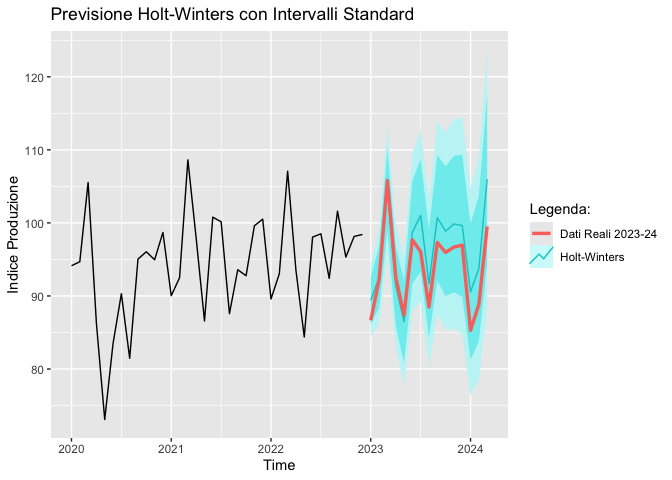 Previsione Holt-Winters con Intervalli Standard
Indice Produzione
120
110
100
90
80
2020
2021
2022
2023
2024
Time
Legenda:
Dati Reali 2023-24
Holt-Winters